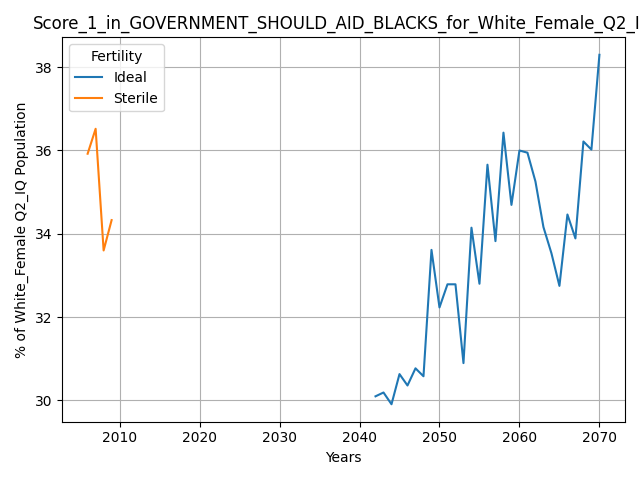 Score_1_in_GOVERNMENT_SHOULD_AID_BLACKS_for_White_Female_Q2_I
Fertility
Ideal
Sterile
% of White_Female Q2_IQ Population
38
36
34
32
30
2010 2020 2030 2040 2050 2060 2070
Years